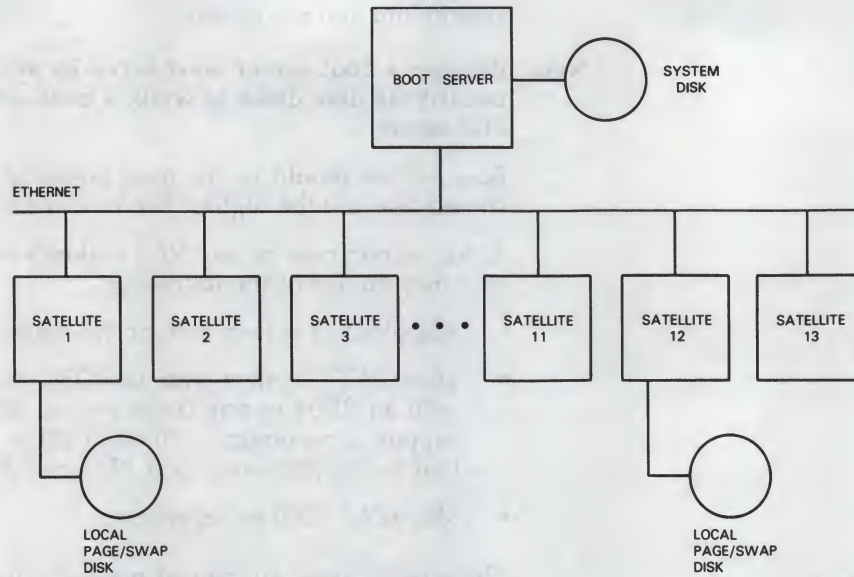 BOOT SERVER
SYSTEM
DISK
ETHERNET
SATELLITE
1
SATELLITE
2
SATELLITE
3
SATELLITE
11
SATELLITE
12
SATELLITE
13
LOCAL
PAGE/SWAP
DISK
LOCAL
PAGE/SWAP
DISK